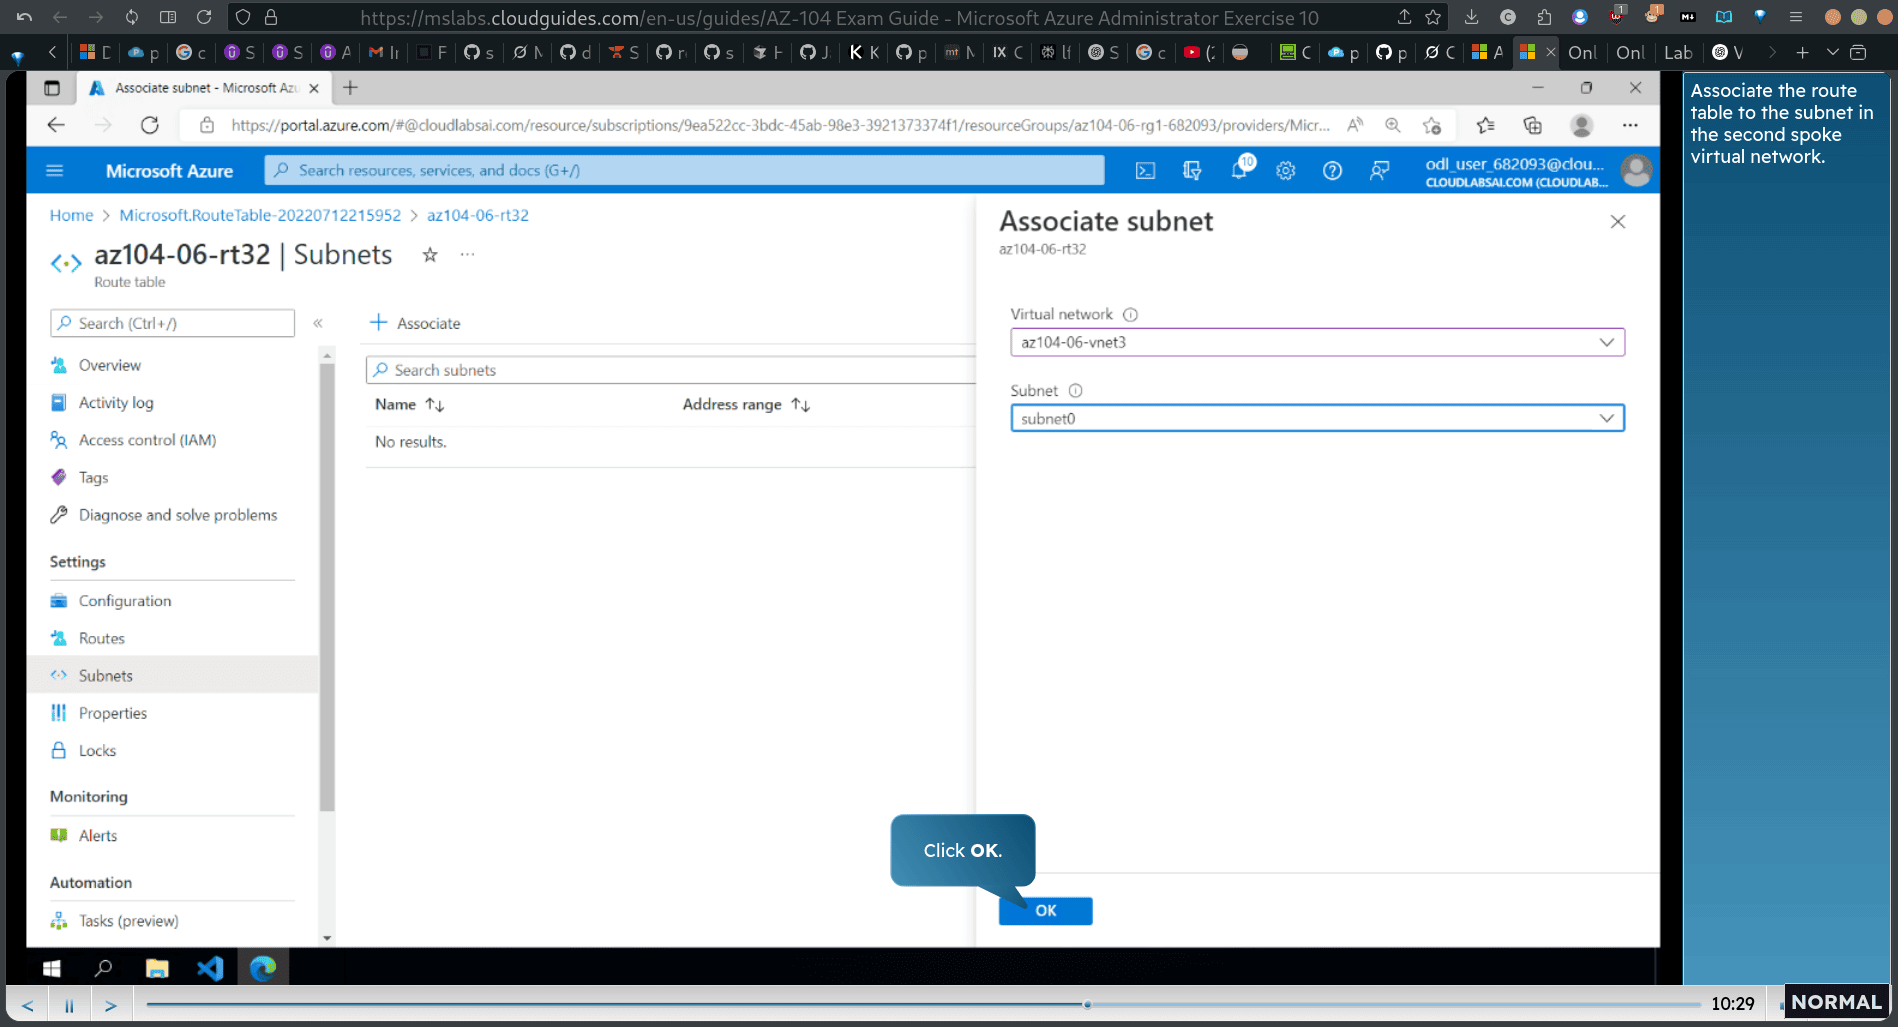 https://mslabs.cloudguides.com/en-us/guides/AZ-104 Exam Guide - Microsoft Azure Administrator Exercise 10
Onl
Onl
Lab
Associate subnet - Microsoft Azu
https://portal.azure.com/#@cloudlabsai.com/resource/subscriptions/9ea522cc-3bdc-45ab-98e3-3921373374f1/resourceGroups/az104-06-rg1-682093/providers/Micr...
Microsoft Azure
Search resources, services, and docs (G+/)
10
odl_user_682093@clou...
CLOUDLABSAI.COM (CLOUDLAB...
Home > Microsoft.RouteTable-20220712215952 > az104-06-rt32
az104-06-rt32 | Subnets
Route table
Search (Ctrl+/)
Overview
Activity log
Access control (IAM)
Tags
Diagnose and solve problems
Settings
Configuration
Routes
Subnets
Properties
Locks
Monitoring
Alerts
Automation
Tasks (preview)
Associate
Search subnets
Name
Address range
No results.
Associate subnet
az104-06-rt32
Virtual network
az104-06-vnet3
Subnet
subnet0
Click OK.
OK
Associate the route
table to the subnet in
the second spoke
virtual network.
10:29
NORMAL